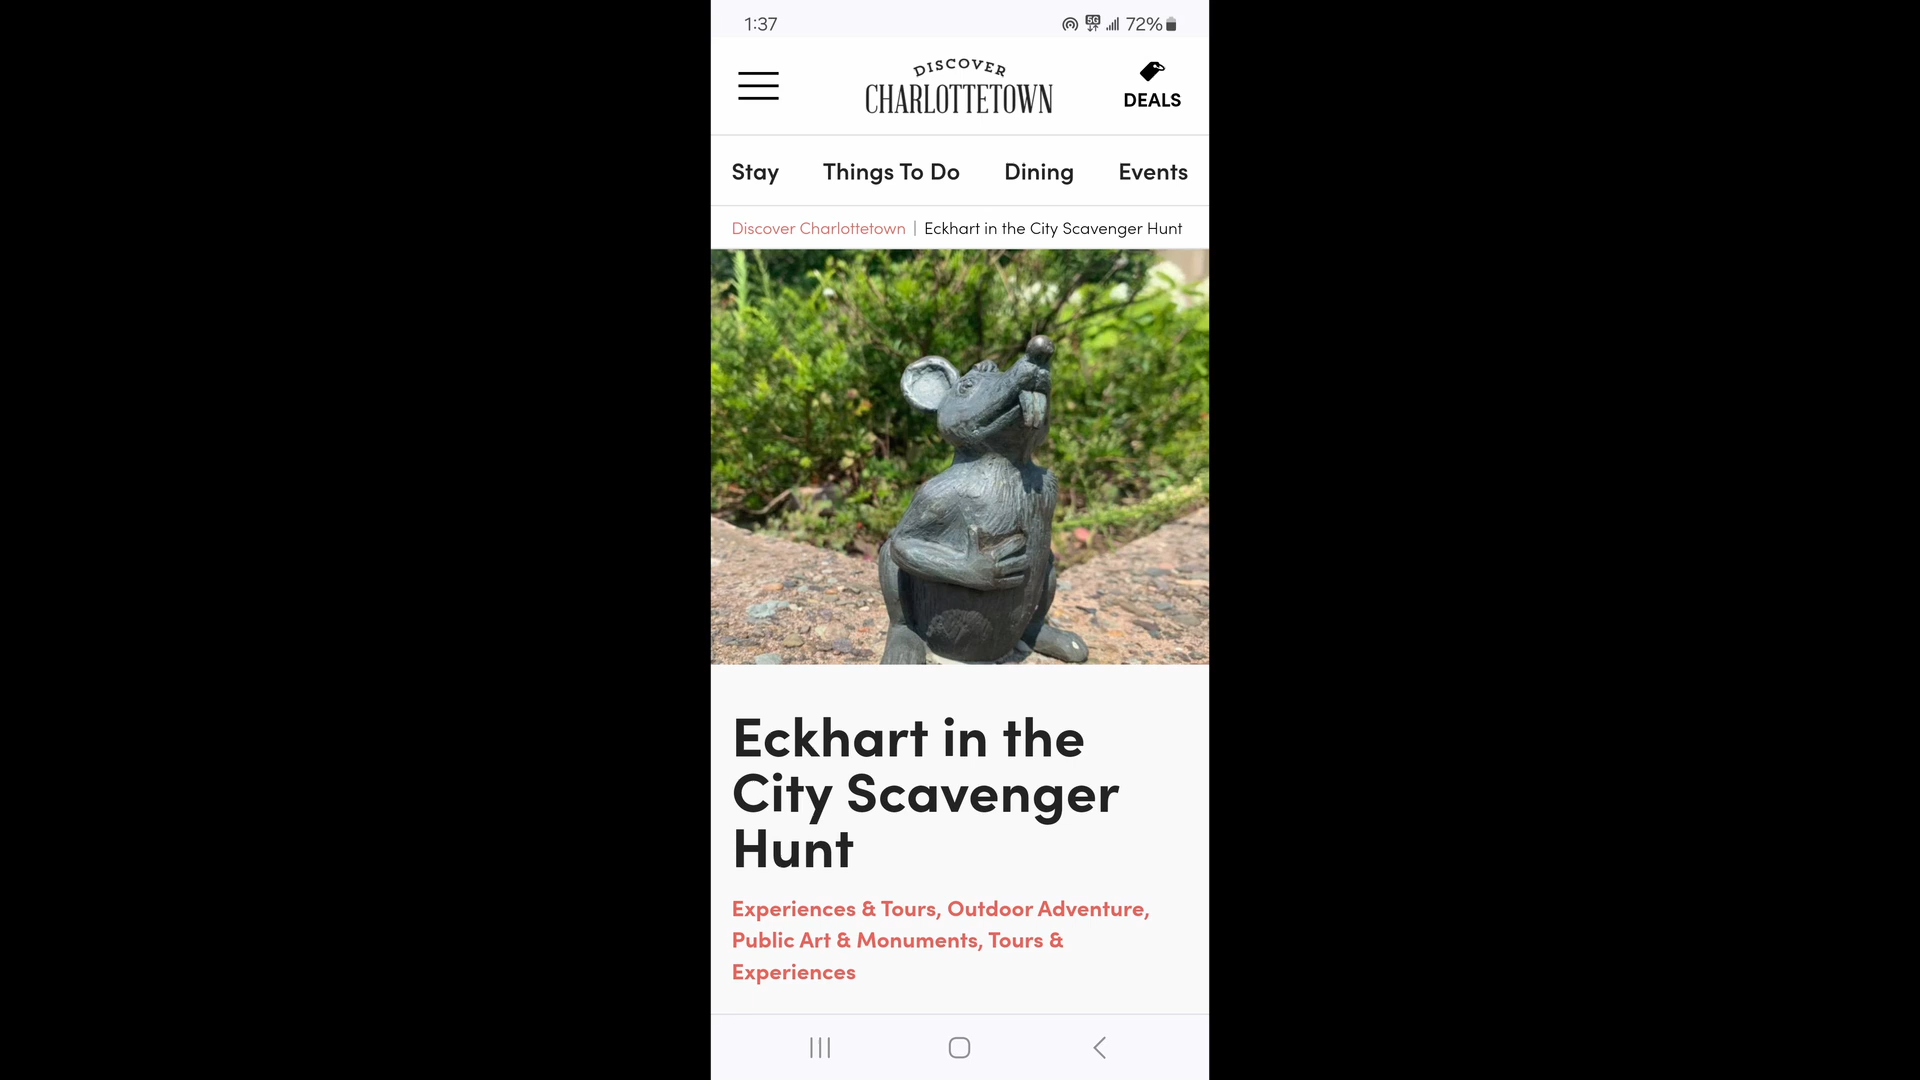 1:37
5G
72%
DISCOVER
CHARLOTTETOWN
DEALS
Stay Things To Do Dining Events
Discover Charlottetown | Eckhart in the City Scavenger Hunt
Eckhart in the
City Scavenger
Hunt
Experiences & Tours, Outdoor Adventure,
Public Art & Monuments, Tours &
Experiences